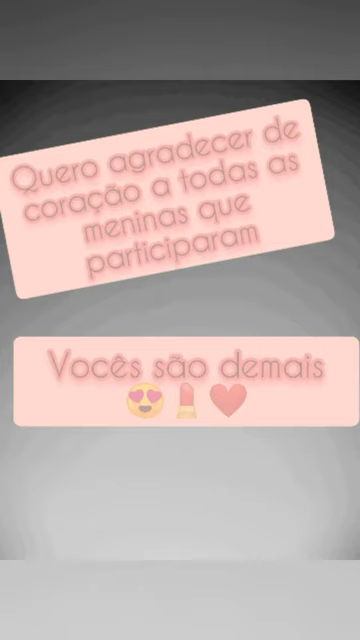 Quero agradecer de
coração a todas as
meninas que
participaram
Vocês são demais
😍💄❤️